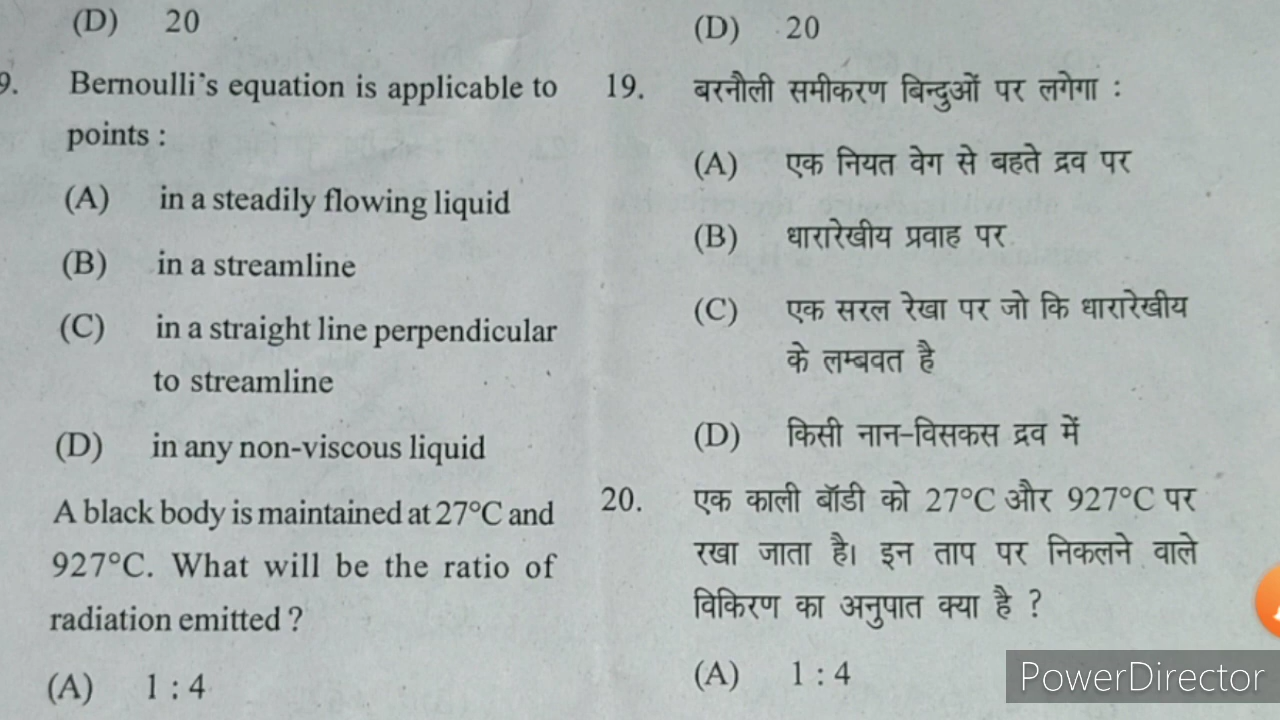 (D) 20
9. Bernoulli's equation is applicable to
points :
(A) in a steadily flowing liquid
(B) in a streamline
(C) in a straight line perpendicular
to streamline
(D) in any non-viscous liquid
A black body is maintained at 27°C and
927°C. What will be the ratio of
radiation emitted ?
(A) 1 : 4
(D) 20
19. बरनौली समीकरण बिन्दुओं पर लगेगा :
(A) एक नियत वेग से बहते द्रव पर
(B) धारारेखीय प्रवाह पर
(C) एक सरल रेखा पर जो कि धारारेखीय
के लम्बवत है
(D) किसी नान-विसकस द्रव में
20. एक काली बॉडी को 27°C और 927°C पर
रखा जाता है। इन ताप पर निकलने वाले
विकिरण का अनुपात क्या है ?
(A) 1 : 4
PowerDirector